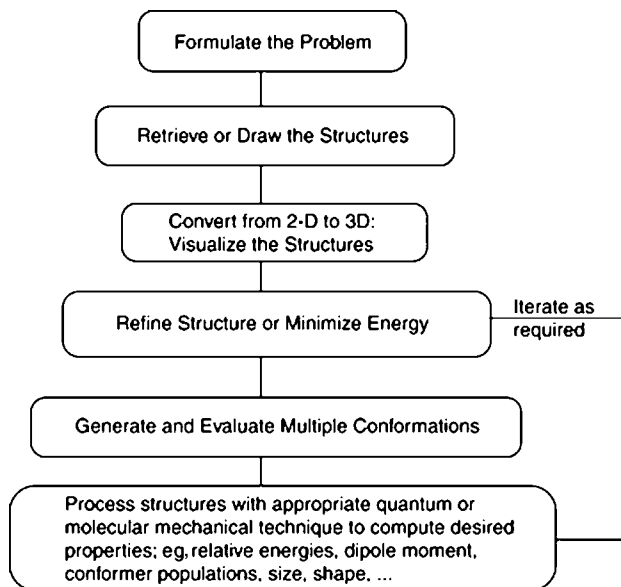 Formulate the Problem
Retrieve or Draw the Structures
Convert from 2-D to 3D:
Visualize the Structures
Refine Structure or Minimize Energy
Iterate as
required
Generate and Evaluate Multiple Conformations
Process structures with appropriate quantum or
molecular mechanical technique to compute desired
properties; eg, relative energies, dipole moment,
conformer populations, size, shape, ...